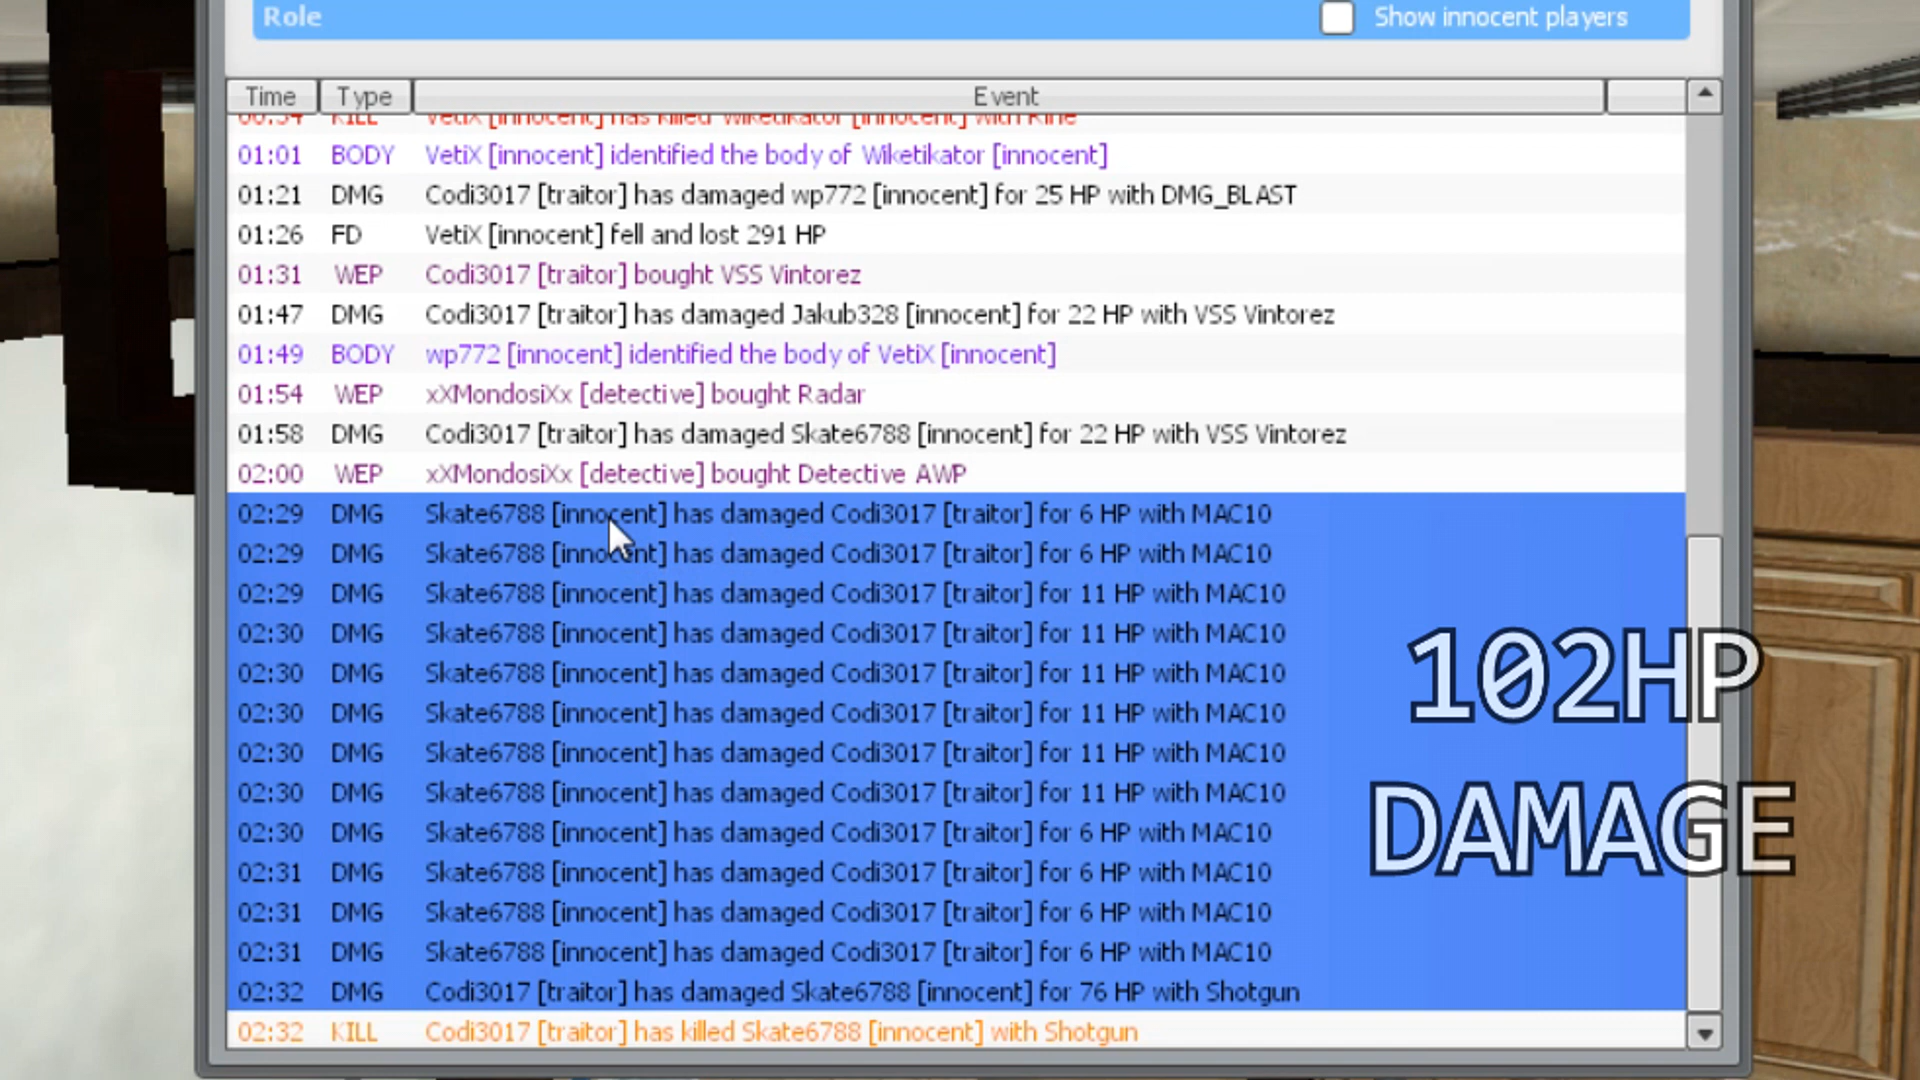 Role
Show innocent players
Time Type Event
00:54 KILL VetiX [innocent] has killed Wiketikator [innocent] with Rifle
01:01 BODY VetiX [innocent] identified the body of Wiketikator [innocent]
01:21 DMG Codi3017 [traitor] has damaged wp772 [innocent] for 25 HP with DMG_BLAST
01:26 FD VetiX [innocent] fell and lost 291 HP
01:31 WEP Codi3017 [traitor] bought VSS Vintorez
01:47 DMG Codi3017 [traitor] has damaged Jakub328 [innocent] for 22 HP with VSS Vintorez
01:49 BODY wp772 [innocent] identified the body of VetiX [innocent]
01:54 WEP xXMondosiXx [detective] bought Radar
01:58 DMG Codi3017 [traitor] has damaged Skate6788 [innocent] for 22 HP with VSS Vintorez
02:00 WEP xXMondosiXx [detective] bought Detective AWP
02:29 DMG Skate6788 [innocent] has damaged Codi3017 [traitor] for 6 HP with MAC10
02:29 DMG Skate6788 [innocent] has damaged Codi3017 [traitor] for 6 HP with MAC10
02:29 DMG Skate6788 [innocent] has damaged Codi3017 [traitor] for 11 HP with MAC10
02:30 DMG Skate6788 [innocent] has damaged Codi3017 [traitor] for 11 HP with MAC10
02:30 DMG Skate6788 [innocent] has damaged Codi3017 [traitor] for 11 HP with MAC10
02:30 DMG Skate6788 [innocent] has damaged Codi3017 [traitor] for 11 HP with MAC10
02:30 DMG Skate6788 [innocent] has damaged Codi3017 [traitor] for 11 HP with MAC10
02:30 DMG Skate6788 [innocent] has damaged Codi3017 [traitor] for 11 HP with MAC10
02:30 DMG Skate6788 [innocent] has damaged Codi3017 [traitor] for 6 HP with MAC10
02:31 DMG Skate6788 [innocent] has damaged Codi3017 [traitor] for 6 HP with MAC10
02:31 DMG Skate6788 [innocent] has damaged Codi3017 [traitor] for 6 HP with MAC10
02:31 DMG Skate6788 [innocent] has damaged Codi3017 [traitor] for 6 HP with MAC10
02:32 DMG Codi3017 [traitor] has damaged Skate6788 [innocent] for 76 HP with Shotgun
02:32 KILL Codi3017 [traitor] has killed Skate6788 [innocent] with Shotgun
102HP
DAMAGE